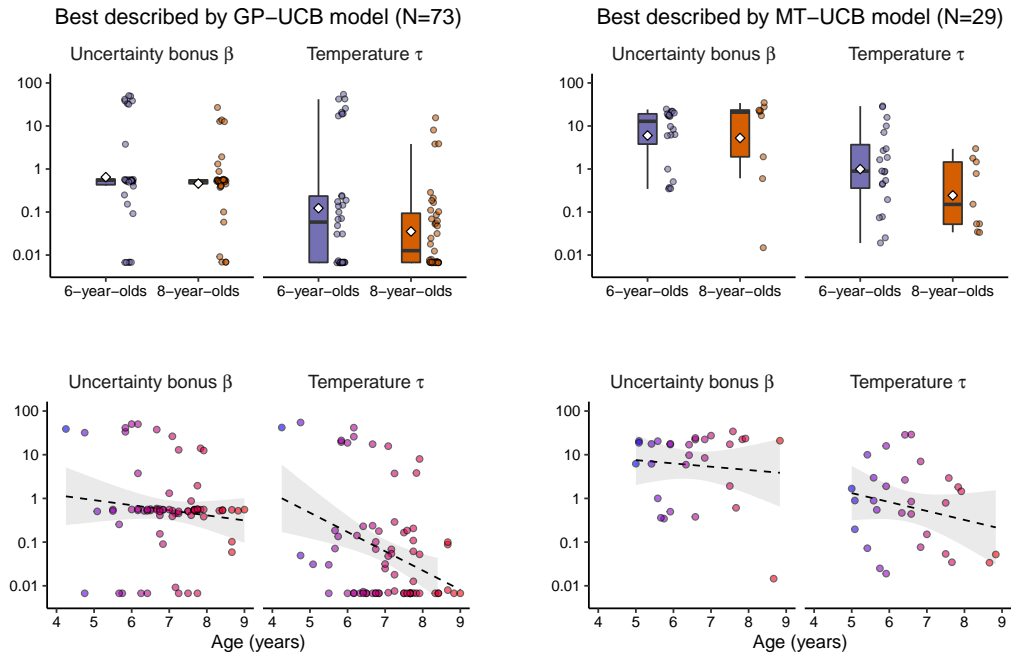 Best described by GP−UCB model (N=73)
Best described by MT−UCB model (N=29)
Uncertainty bonus β
Temperature τ
Uncertainty bonus β
Temperature τ
100
10
1
0.1
0.01
100
10
1
0.1
0.01
6−year−olds 8−year−olds 6−year−olds 8−year−olds
6−year−olds 8−year−olds 6−year−olds 8−year−olds
Uncertainty bonus β
Temperature τ
Uncertainty bonus β
Temperature τ
100
10
1
0.1
0.01
100
10
1
0.1
0.01
4 5 6 7 8 9 4 5 6 7 8 9
4 5 6 7 8 9 4 5 6 7 8 9
Age (years)
Age (years)